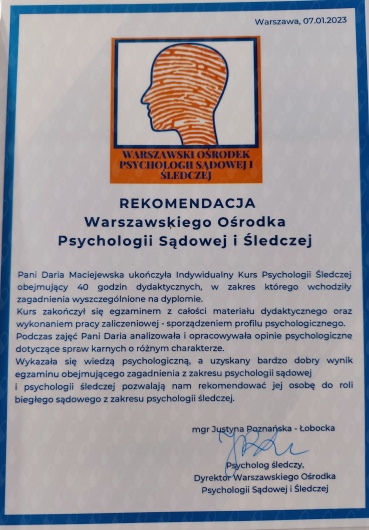 Warszawa, 07.01.2023
WARSZAWSKI OŚRODEK
PSYCHOLOGII SĄDOWEJ I
ŚLEDCZEJ
REKOMENDACJA
Warszawskiego Ośrodka
Psychologii Sądowej i Śledczej
Pani Daria Maciejewska ukończyła Indywidualny Kurs Psychologii Śledczej
obejmujący 40 godzin dydaktycznych, w zakres którego wchodziły
zagadnienia wyszczególnione na dyplomie.
Kurs zakończył się egzaminem z całości materiału dydaktycznego oraz
wykonaniem pracy zaliczeniowej - sporządzeniem profilu psychologicznego.
Podczas zajęć Pani Daria analizowała i opracowywała opinie psychologiczne
dotyczące spraw karnych o różnym charakterze.
Wykazała się wiedzą psychologiczną, a uzyskany bardzo dobry wynik
egzaminu obejmującego zagadnienia z zakresu psychologii sądowej
i psychologii śledczej pozwalają nam rekomendować jej osobę do roli
biegłego sądowego z zakresu psychologii śledczej.
mgr Justyna Poznańska - Łobocka
Psycholog śledczy,
Dyrektor Warszawskiego Ośrodka
Psychologii Sądowej i Śledczej